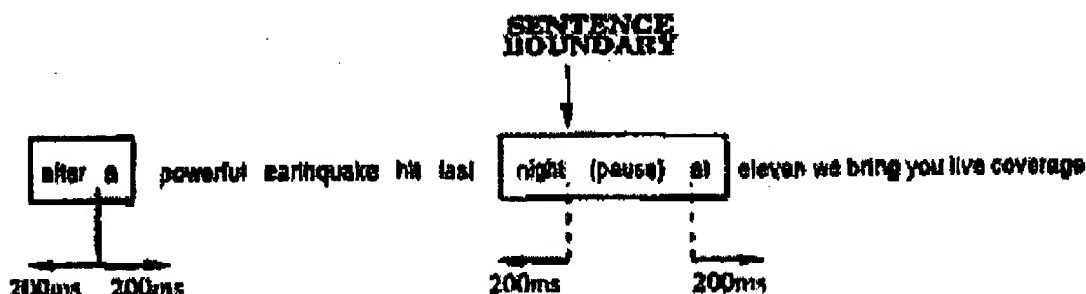 SENTENCE
BOUNDARY
after a powerful earthquake hit last night (pause) at eleven we bring you live coverage
200ms 200ms 200ms 200ms